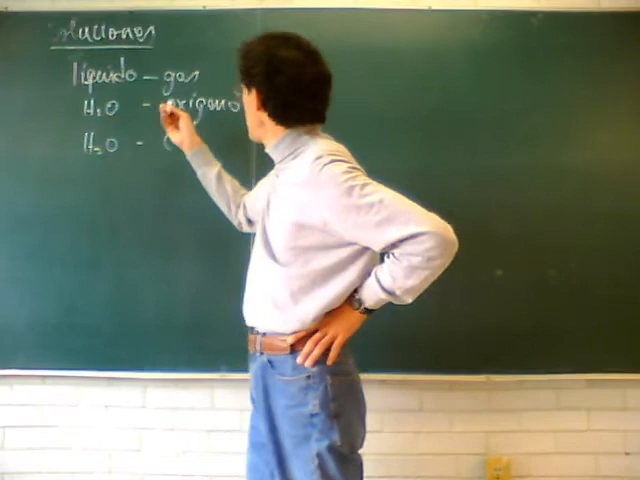 soluciones
líquido - gas
H₂O - oxígeno
H₂O -